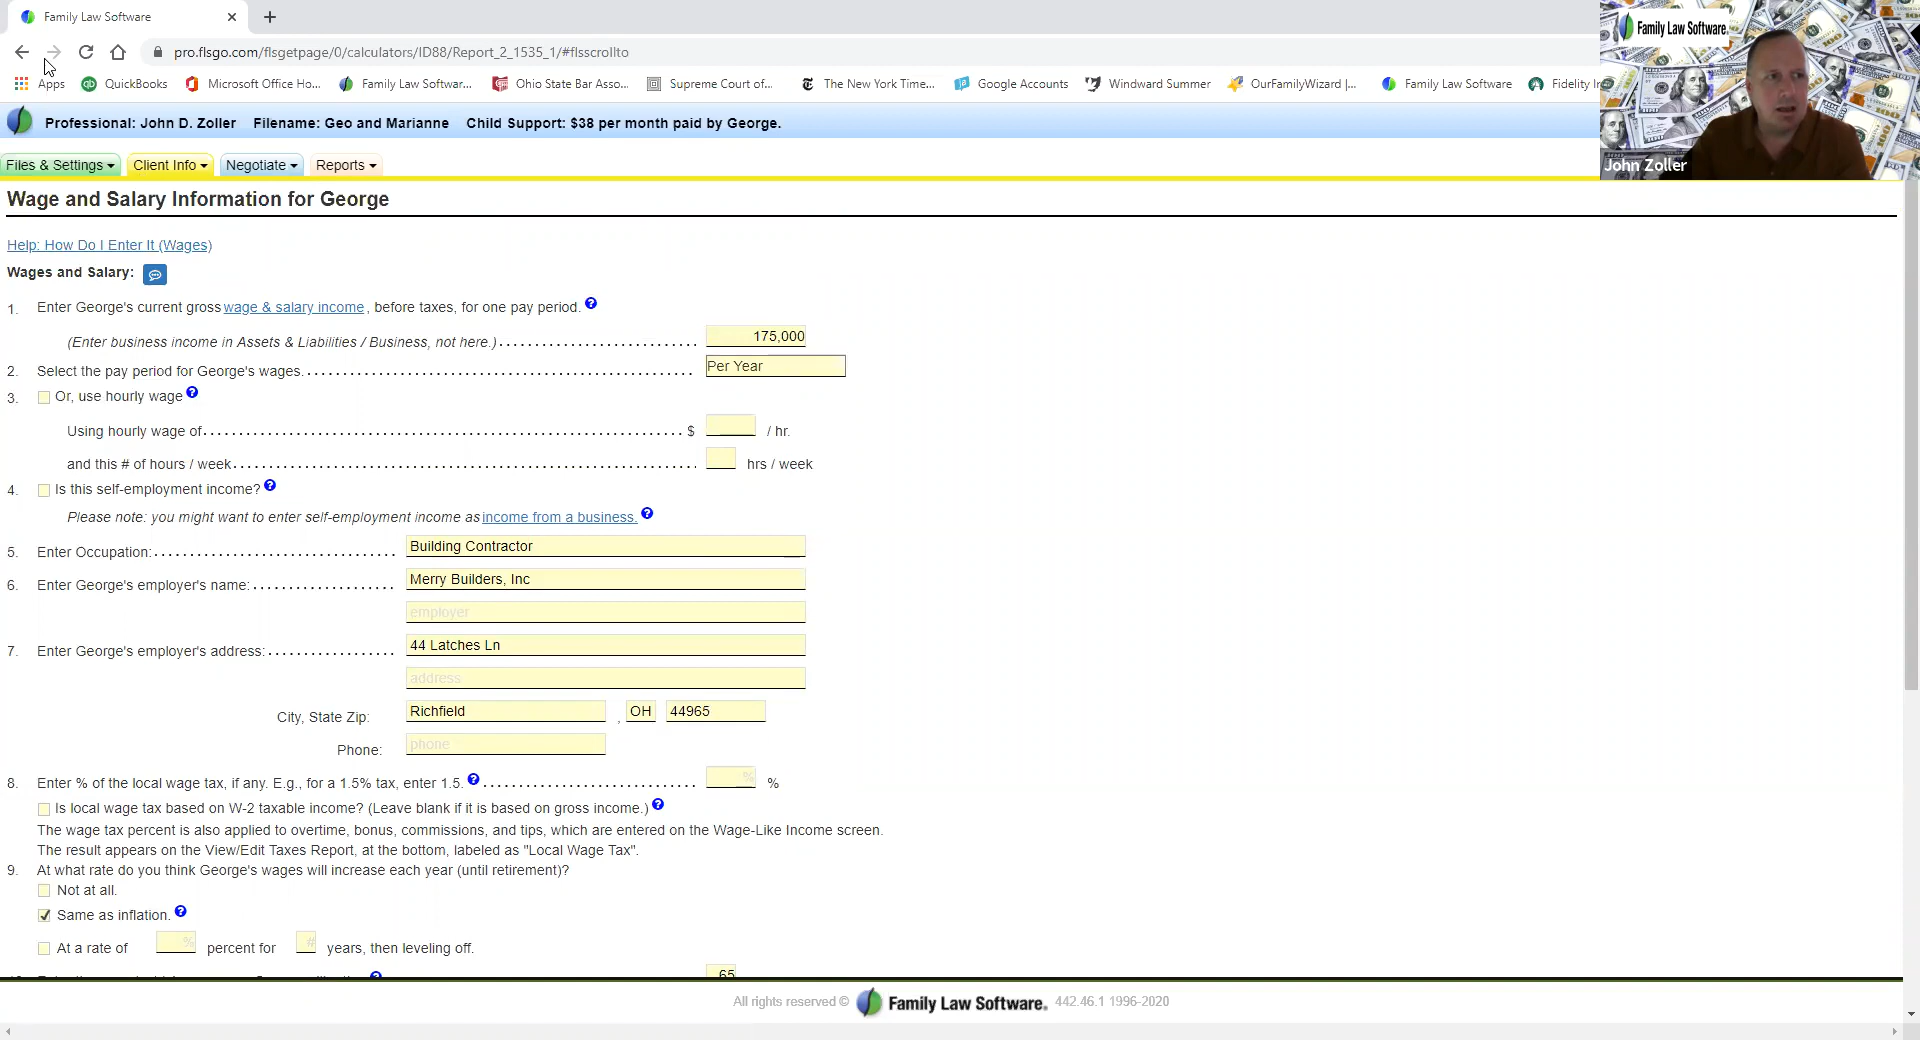 Family Law Software
pro.flsgo.com/flsgetpage/0/calculators/ID88/Report_2_1535_1/#flsscrollto
Apps QuickBooks Microsoft Office Ho... Family Law Softwar... Ohio State Bar Asso... Supreme Court of... The New York Time... Google Accounts Windward Summer OurFamilyWizard |... Family Law Software Fidelity
Family Law Software.
John Zoller
Professional: John D. Zoller Filename: Geo and Marianne Child Support: $38 per month paid by George.
Files & Settings Client Info Negotiate Reports
Wage and Salary Information for George
Help: How Do I Enter It (Wages)
Wages and Salary:
1. Enter George's current gross wage & salary income, before taxes, for one pay period.
(Enter business income in Assets & Liabilities / Business, not here.) 175,000
2. Select the pay period for George's wages. Per Year
3. Or, use hourly wage
Using hourly wage of $ / hr.
and this # of hours / week hrs / week
4. Is this self-employment income?
Please note: you might want to enter self-employment income as income from a business.
5. Enter Occupation: Building Contractor
6. Enter George's employer's name: Merry Builders, Inc
employer
7. Enter George's employer's address: 44 Latches Ln
address
City, State Zip: Richfield , OH 44965
Phone: phone
8. Enter % of the local wage tax, if any. E.g., for a 1.5% tax, enter 1.5. % %
Is local wage tax based on W-2 taxable income? (Leave blank if it is based on gross income.)
The wage tax percent is also applied to overtime, bonus, commissions, and tips, which are entered on the Wage-Like Income screen.
The result appears on the View/Edit Taxes Report, at the bottom, labeled as "Local Wage Tax".
9. At what rate do you think George's wages will increase each year (until retirement)?
Not at all.
Same as inflation.
At a rate of % percent for # years, then leveling off.
65
All rights reserved © Family Law Software. 442.46.1 1996-2020